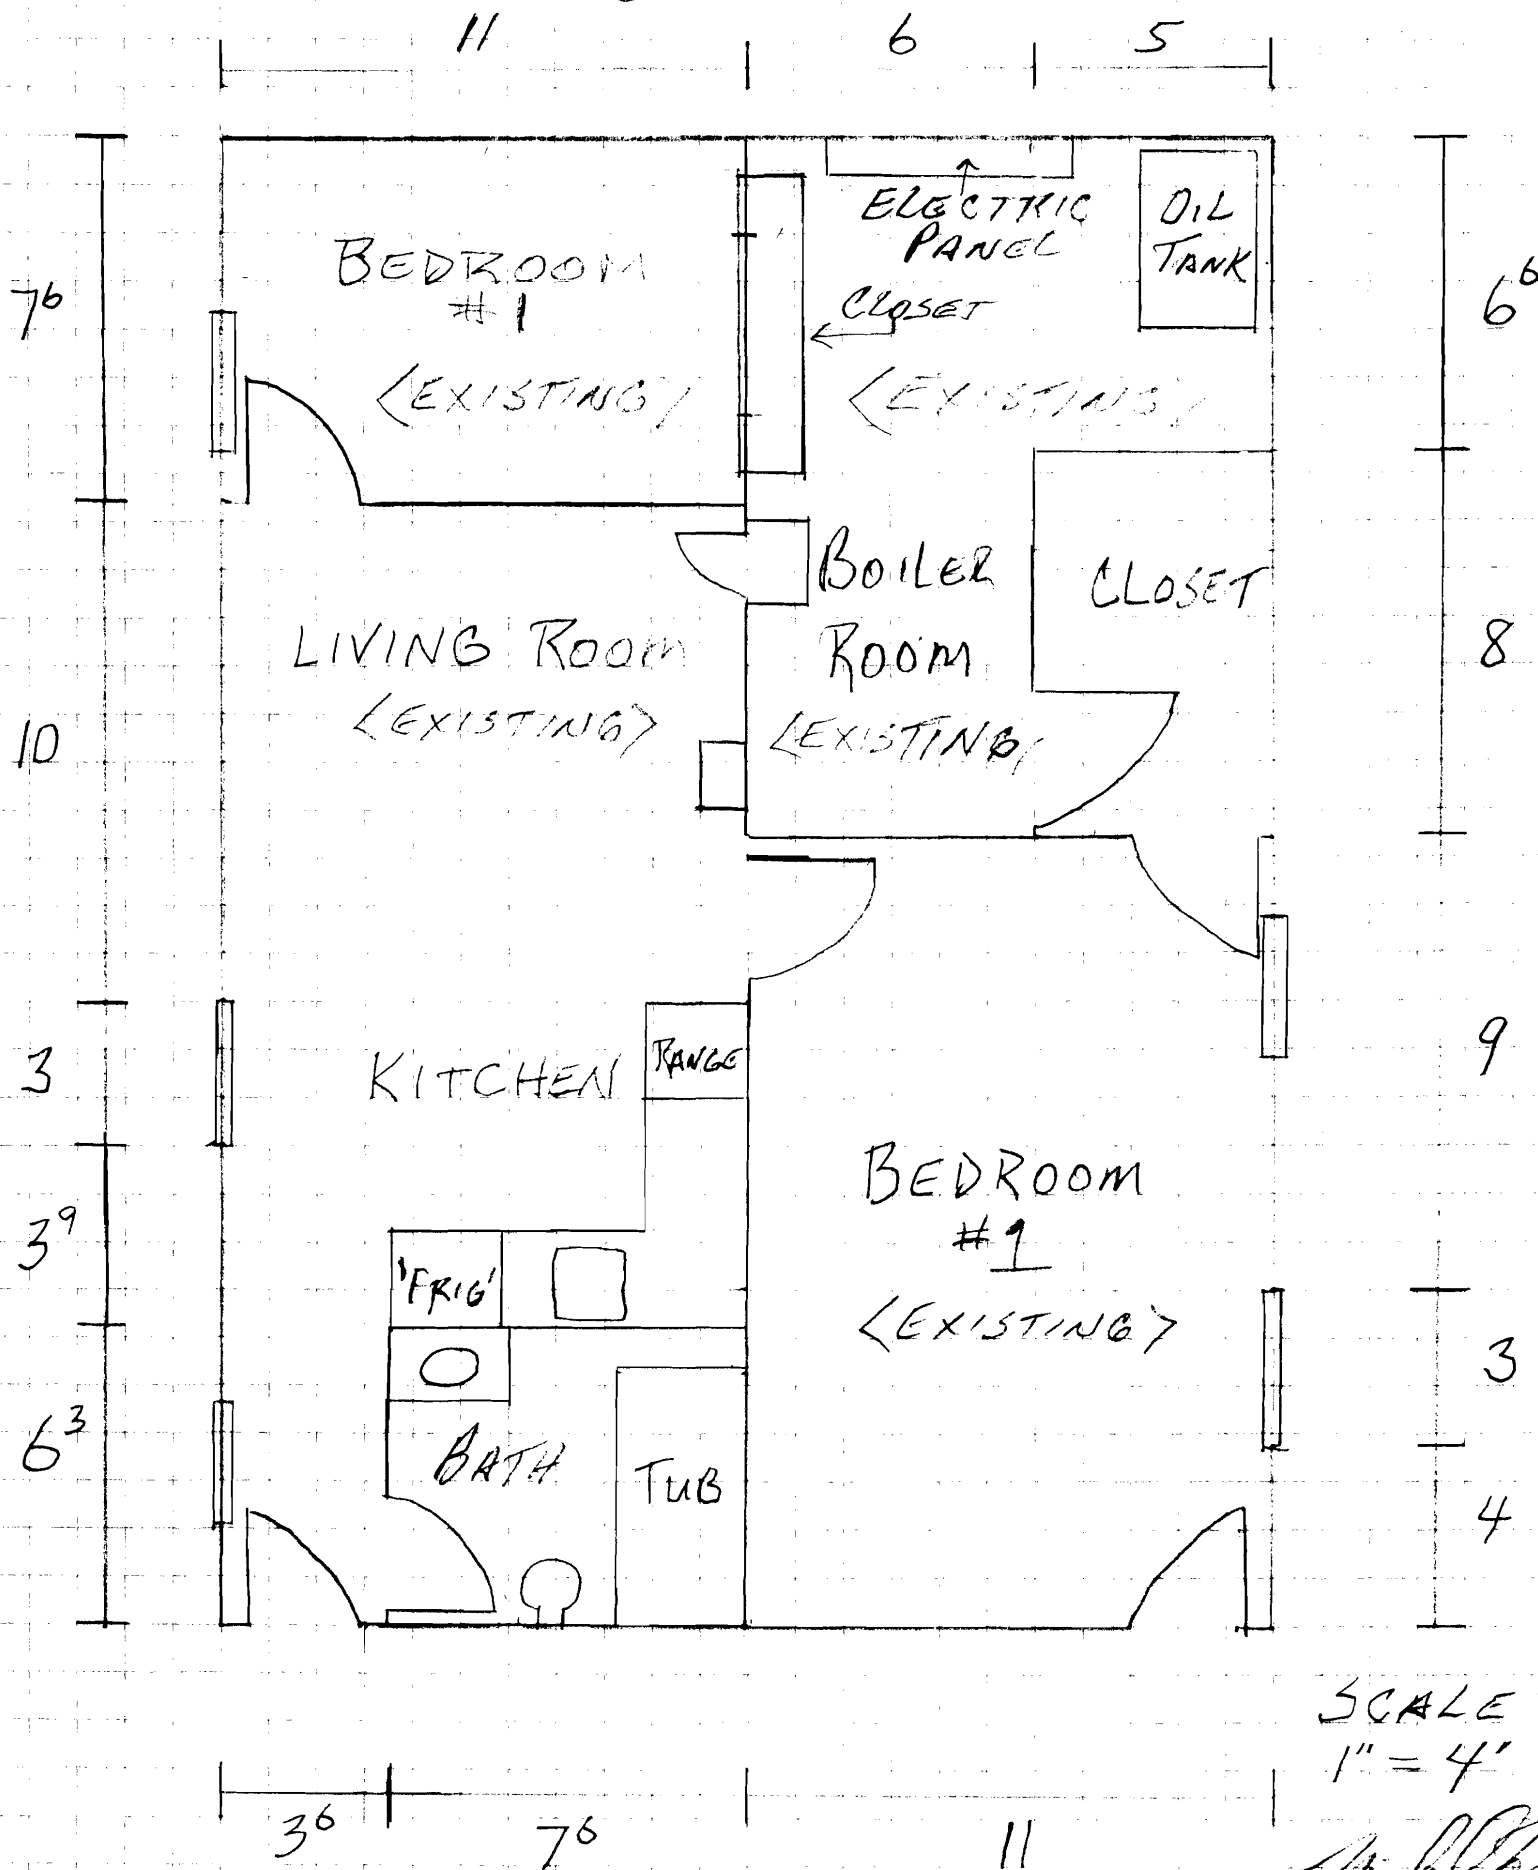 11 6 5
ELECTRIC
PANEL
OIL
TANK
BEDROOM
#1
<EXISTING>
CLOSET
<EXISTING>
7⁶
6⁶
BOILER
ROOM
<EXISTING>
CLOSET
LIVING ROOM
<EXISTING>
10
8
KITCHEN
RANGE
3
9
BEDROOM
#1
<EXISTING>
'FRIG'
3⁹
3
BATH
TUB
6³
4
SCALE
1" = 4'
3⁶ 7⁶ 11